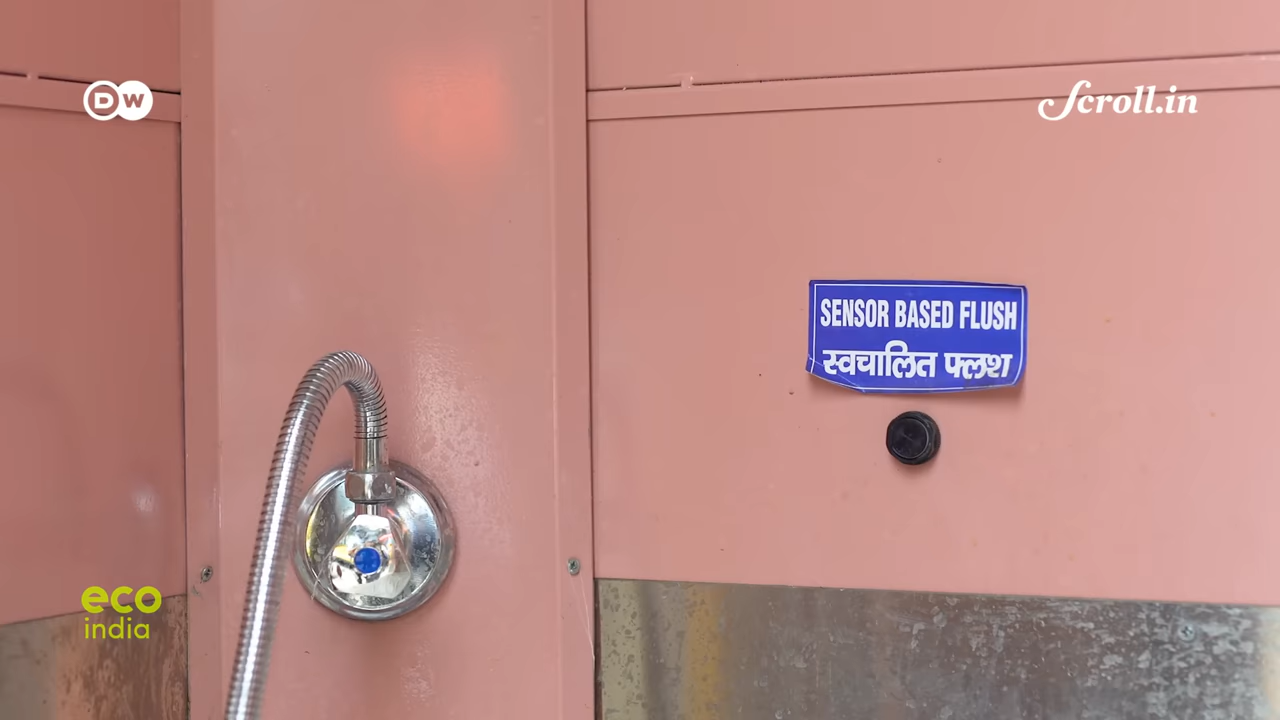 DW
Scroll.in
SENSOR BASED FLUSH
स्वचालित फ्लश
eco
india